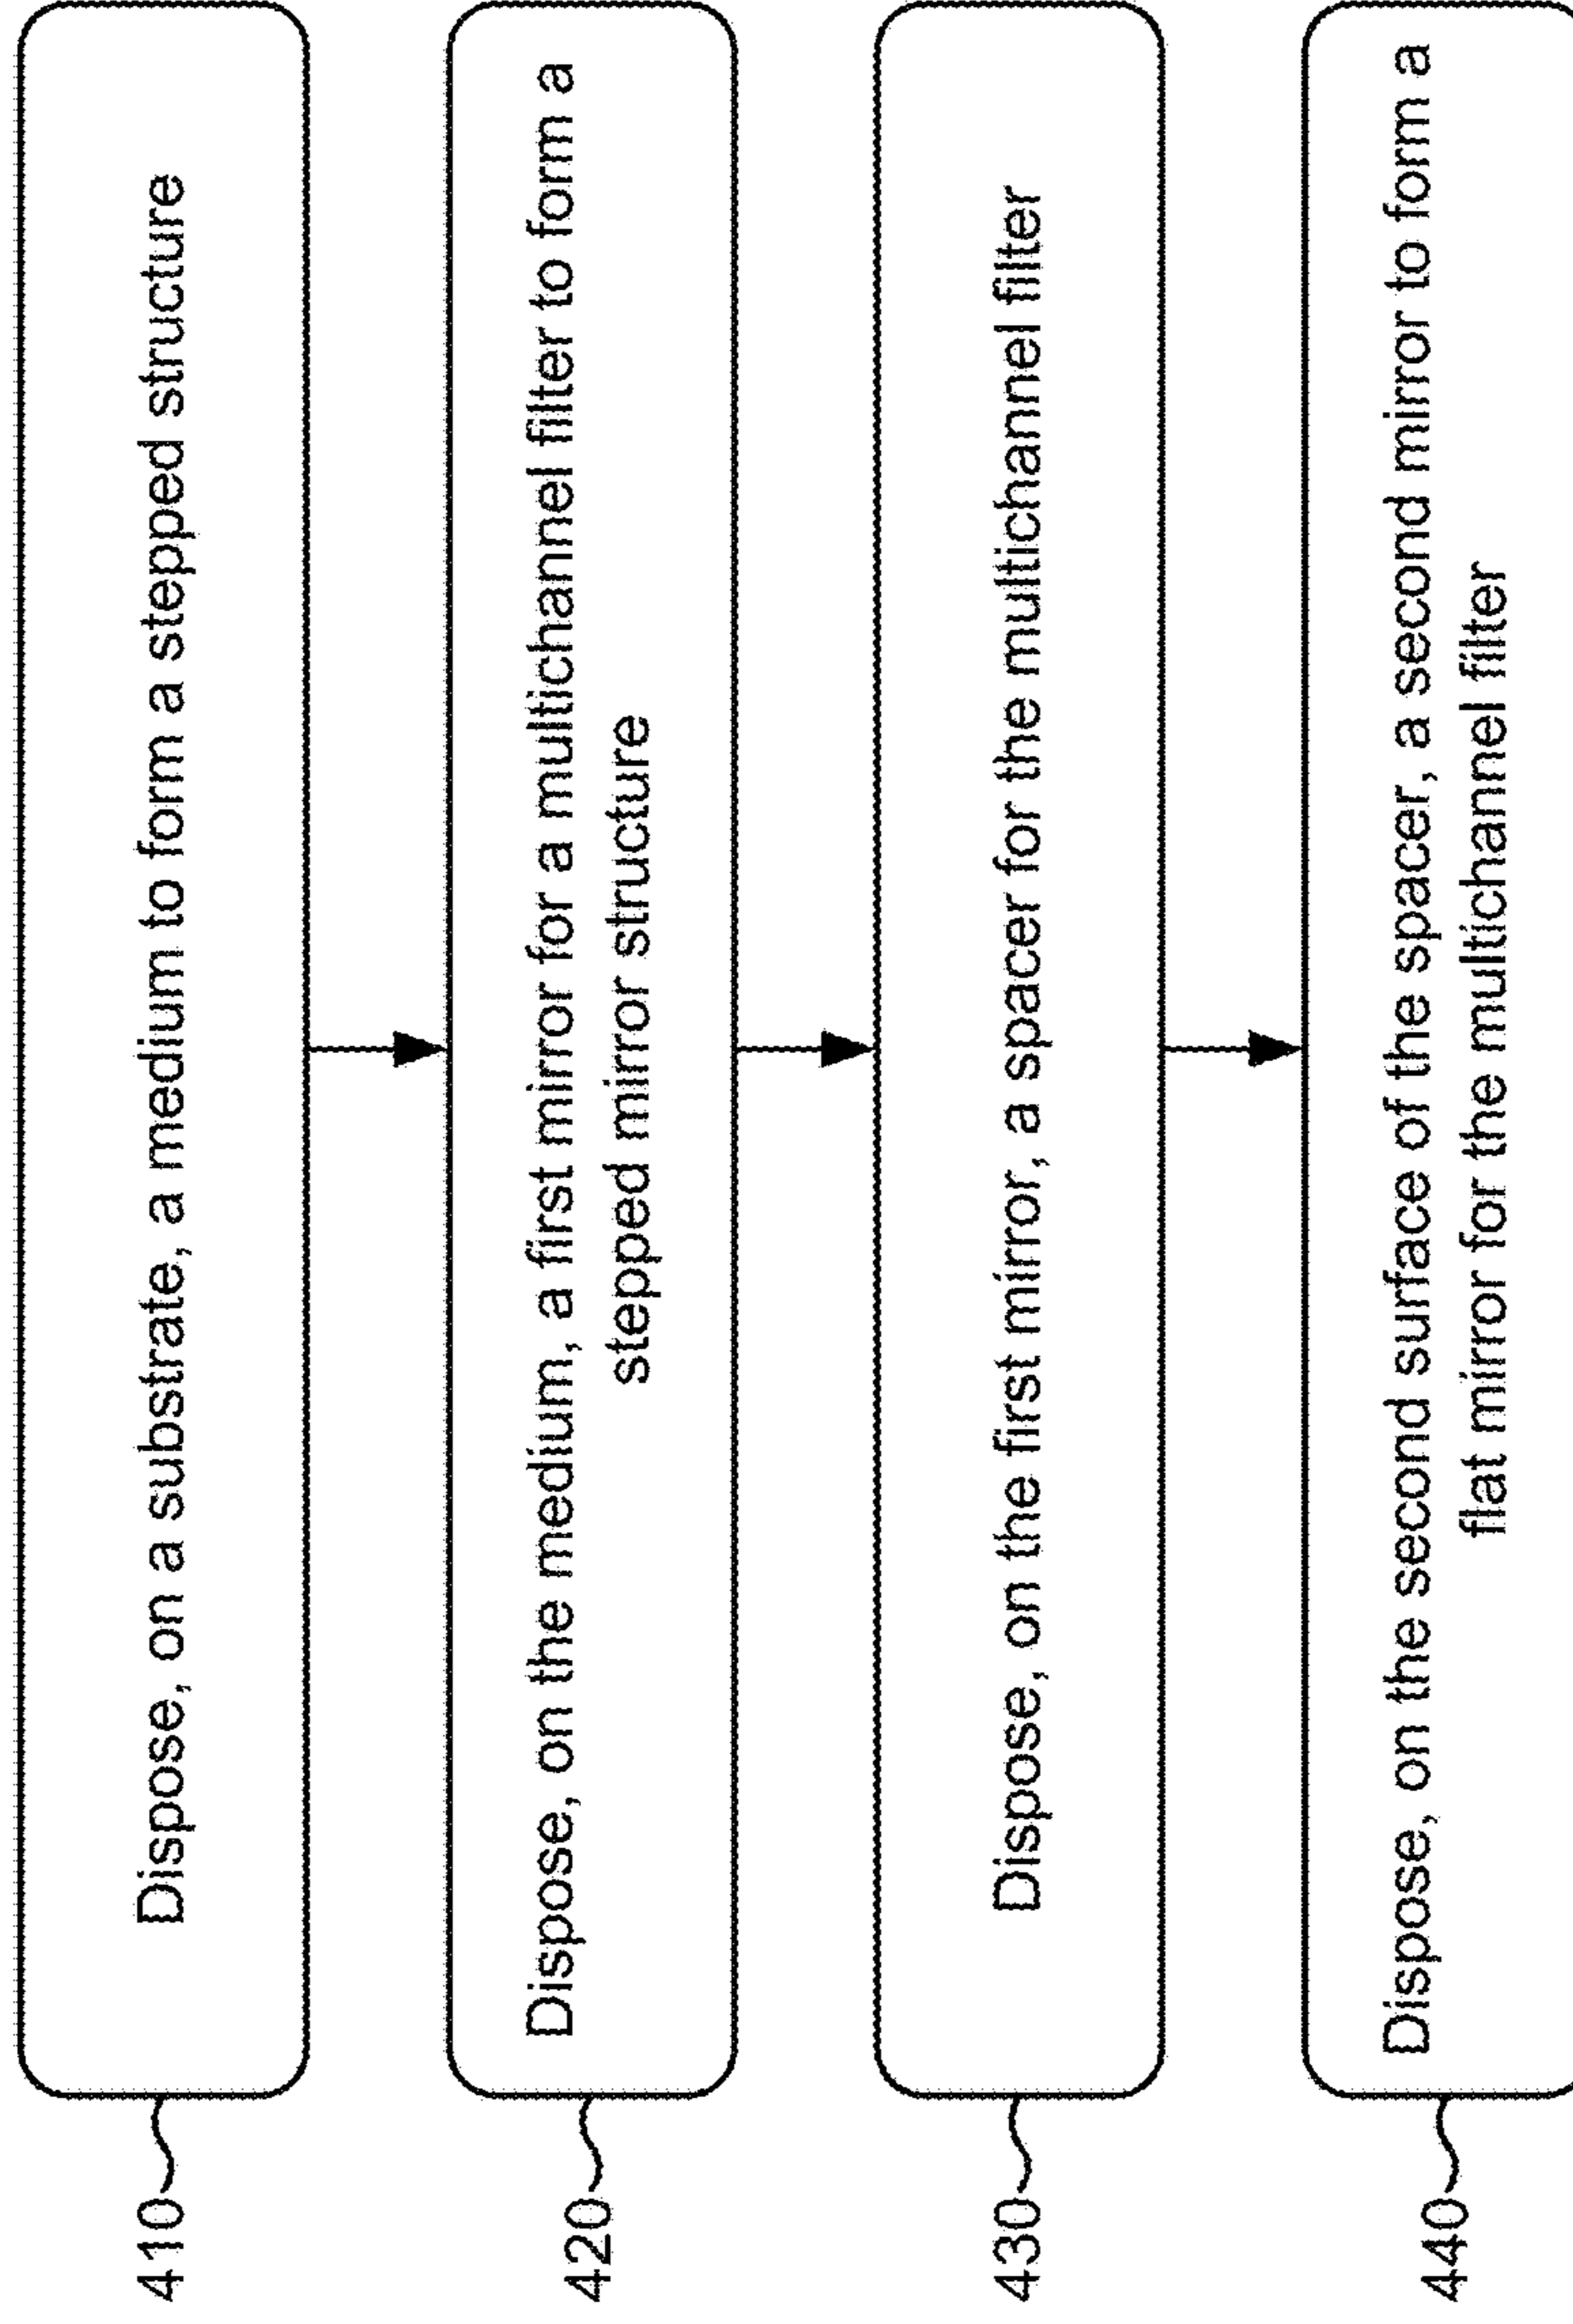 410
Dispose, on a substrate, a medium to form a stepped structure
420
Dispose, on the medium, a first mirror for a multichannel filter to form a
stepped mirror structure
430
Dispose, on the first mirror, a spacer for the multichannel filter
440
Dispose, on the second surface of the spacer, a second mirror to form a
flat mirror for the multichannel filter